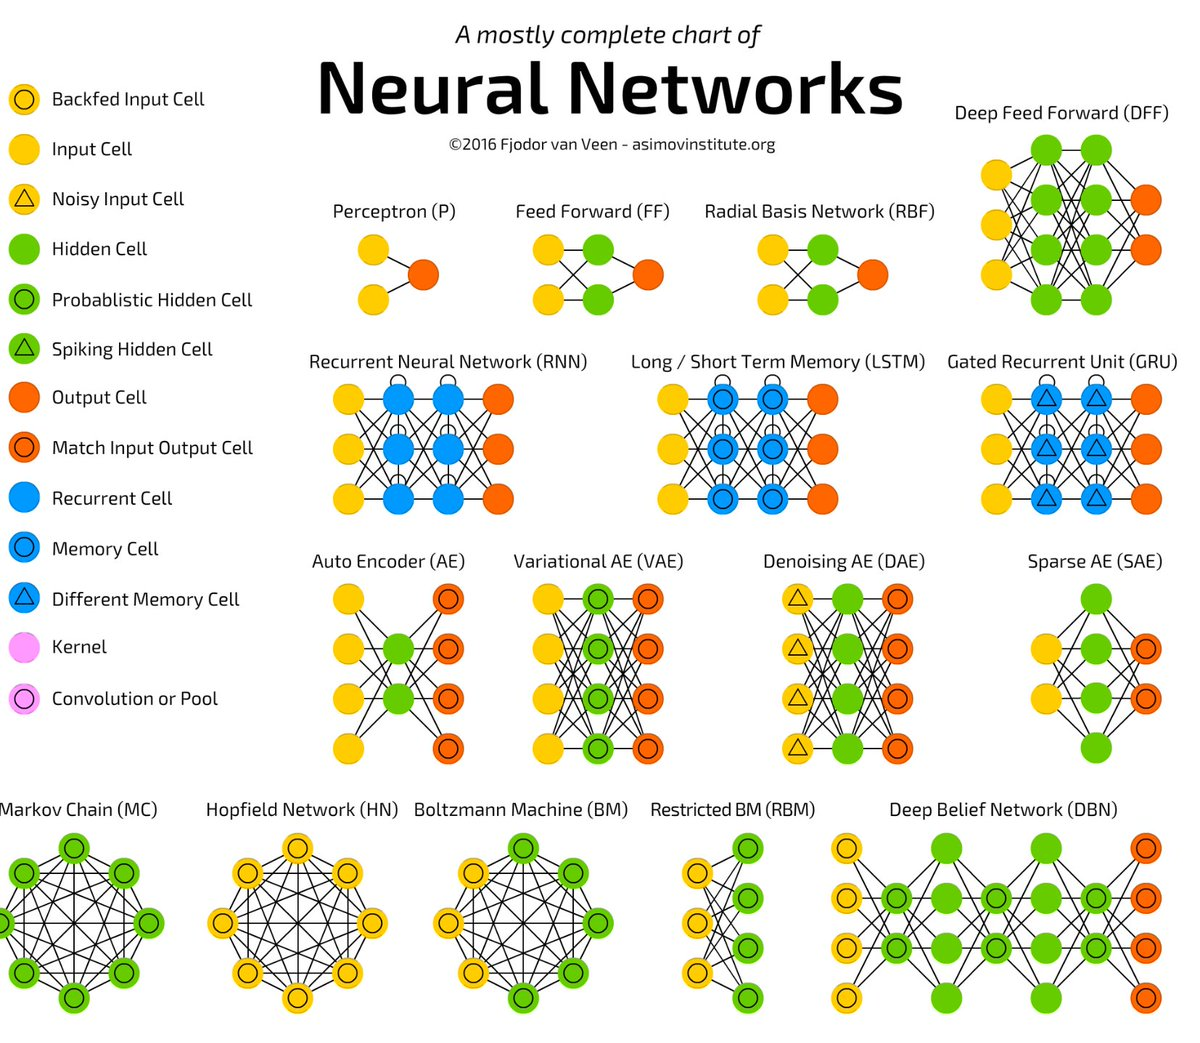 A mostly complete chart of
Neural Networks
©2016 Fjodor van Veen - asimovinstitute.org
Backfed Input Cell
Input Cell
Noisy Input Cell
Hidden Cell
Probablistic Hidden Cell
Spiking Hidden Cell
Output Cell
Match Input Output Cell
Recurrent Cell
Memory Cell
Different Memory Cell
Kernel
Convolution or Pool
Deep Feed Forward (DFF)
Perceptron (P)
Feed Forward (FF)
Radial Basis Network (RBF)
Recurrent Neural Network (RNN)
Long / Short Term Memory (LSTM)
Gated Recurrent Unit (GRU)
Auto Encoder (AE)
Variational AE (VAE)
Denoising AE (DAE)
Sparse AE (SAE)
Markov Chain (MC)
Hopfield Network (HN)
Boltzmann Machine (BM)
Restricted BM (RBM)
Deep Belief Network (DBN)